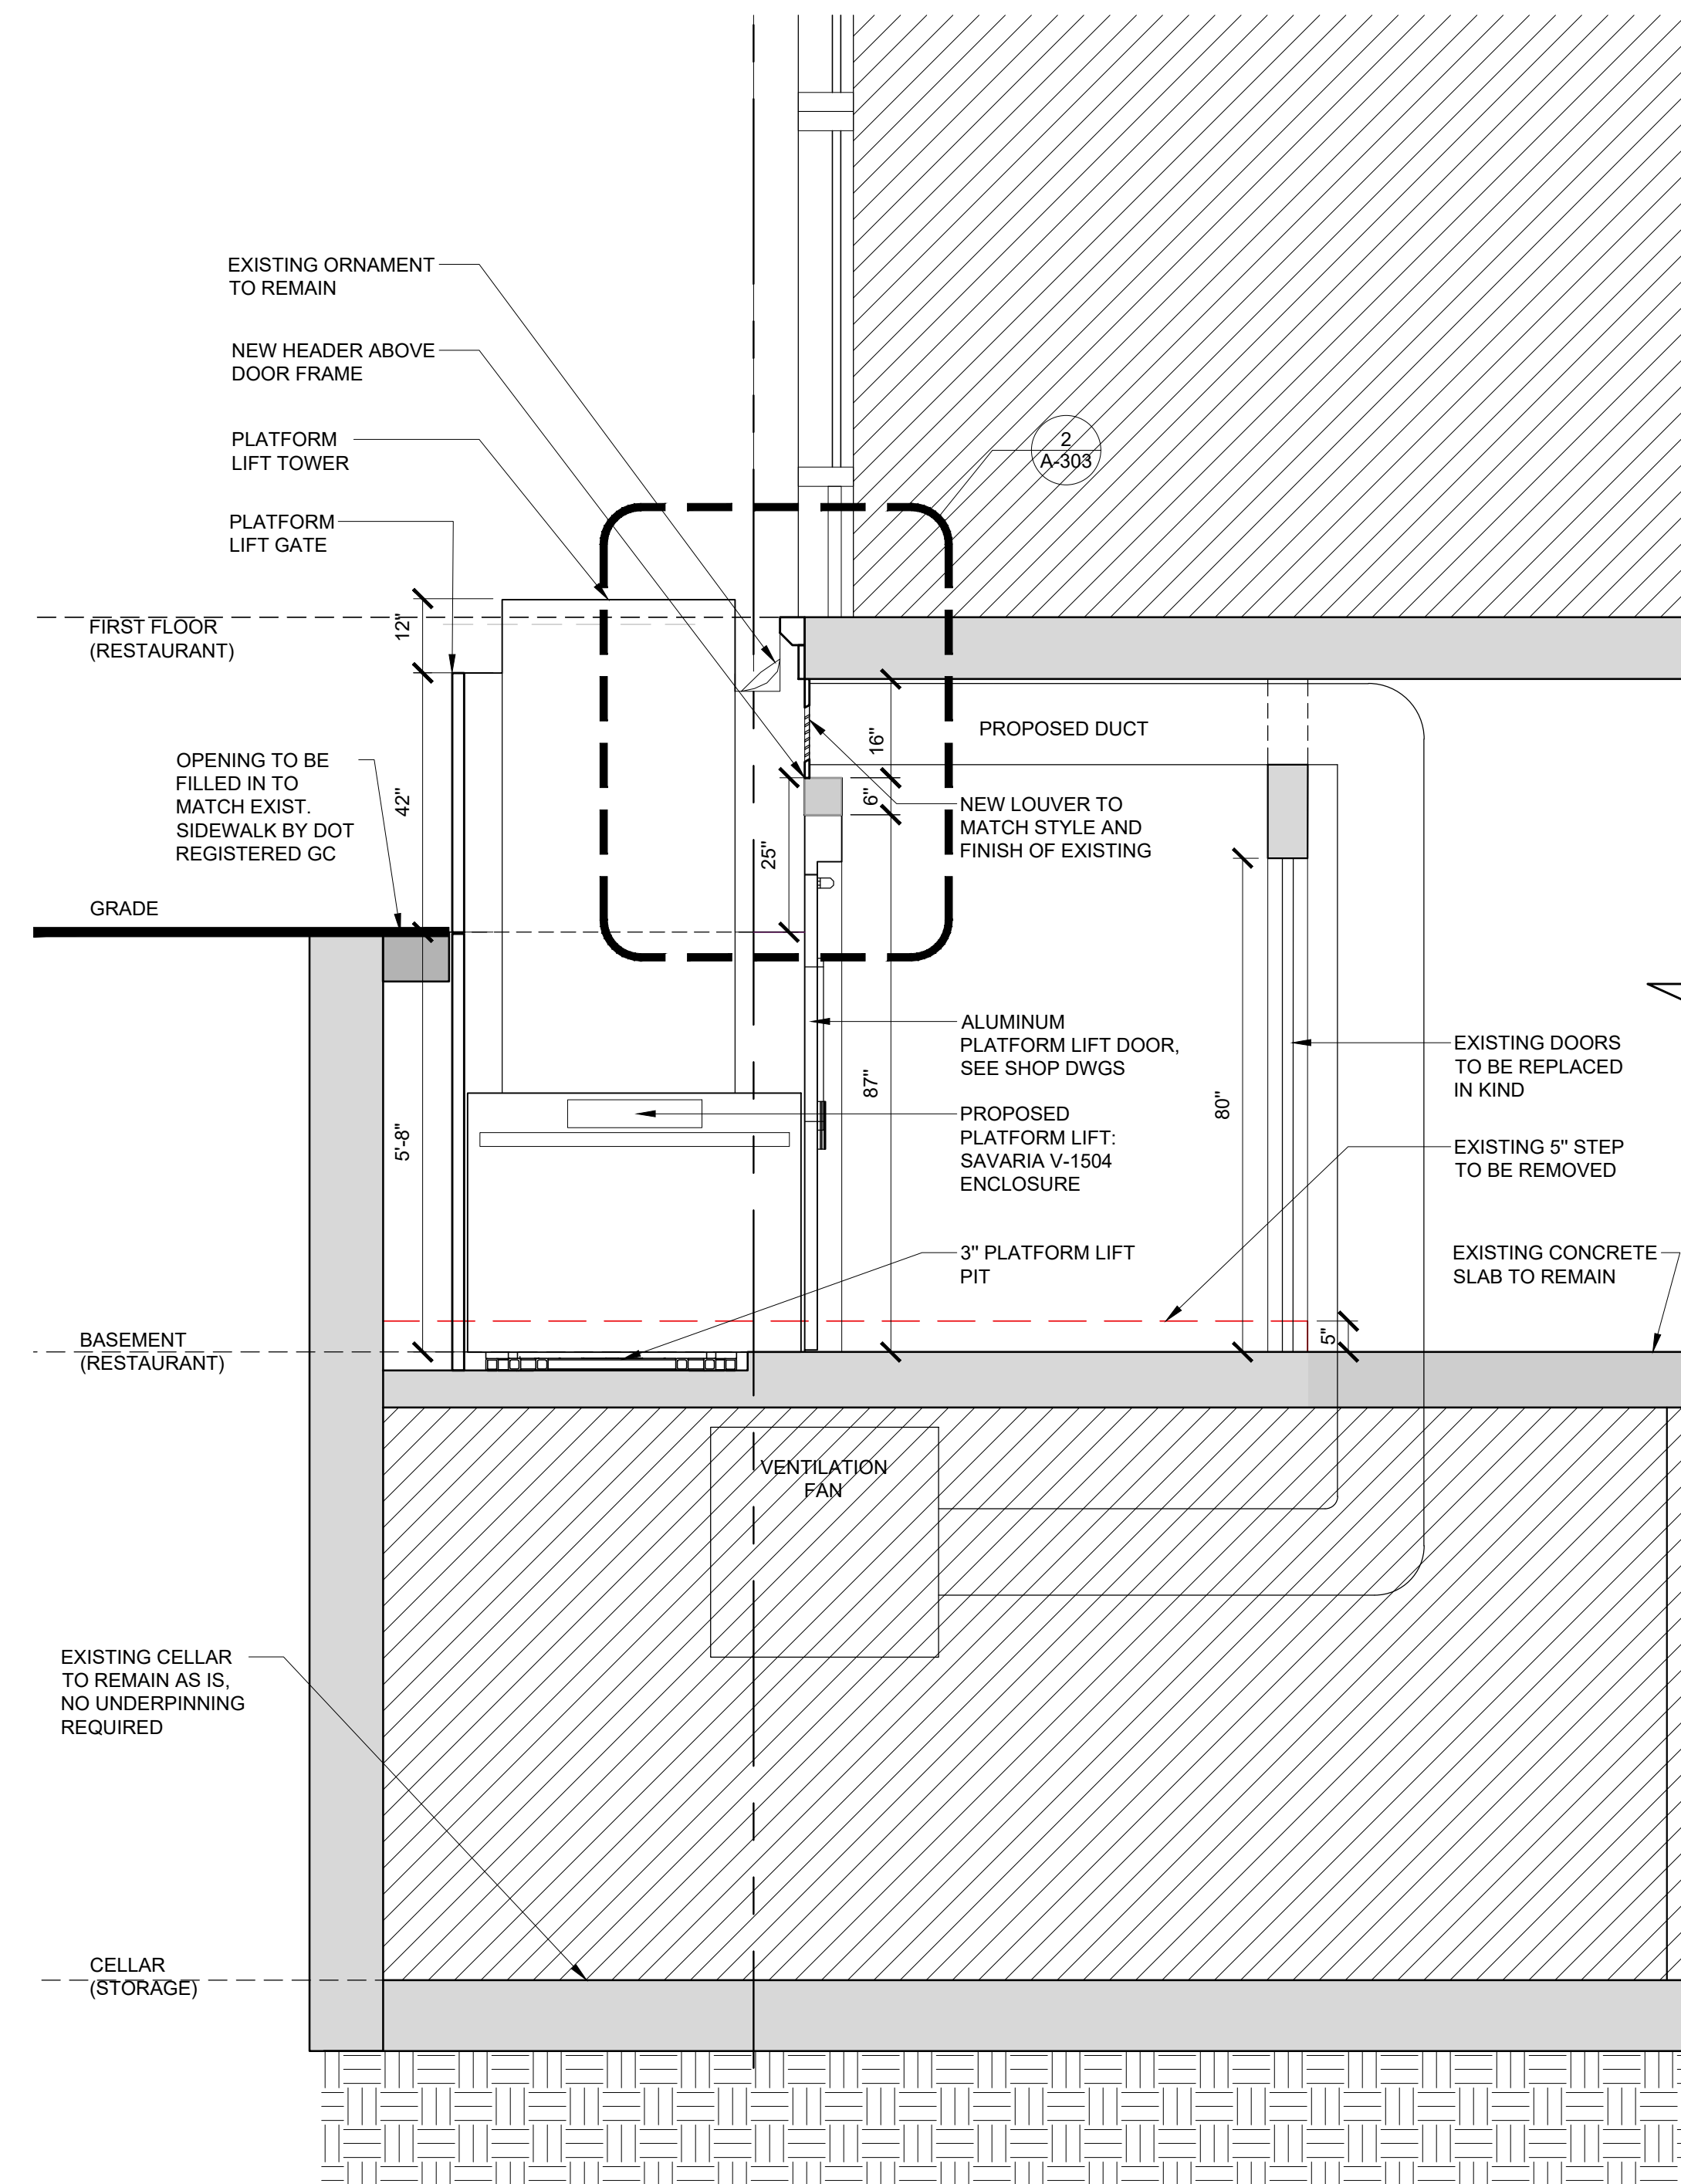 EXISTING ORNAMENT
TO REMAIN
NEW HEADER ABOVE
DOOR FRAME
PLATFORM
LIFT TOWER
2
A-303
PLATFORM
LIFT GATE
FIRST FLOOR
(RESTAURANT)
12"
42"
5'-8"
OPENING TO BE
FILLED IN TO
MATCH EXIST.
SIDEWALK BY DOT
REGISTERED GC
GRADE
PROPOSED DUCT
16"
6"
25"
NEW LOUVER TO
MATCH STYLE AND
FINISH OF EXISTING
ALUMINUM
PLATFORM LIFT DOOR,
SEE SHOP DWGS
87"
80"
PROPOSED
PLATFORM LIFT:
SAVARIA V-1504
ENCLOSURE
EXISTING DOORS
TO BE REPLACED
IN KIND
EXISTING 5" STEP
TO BE REMOVED
3" PLATFORM LIFT
PIT
EXISTING CONCRETE
SLAB TO REMAIN
5"
BASEMENT
(RESTAURANT)
VENTILATION
FAN
EXISTING CELLAR
TO REMAIN AS IS,
NO UNDERPINNING
REQUIRED
CELLAR
(STORAGE)